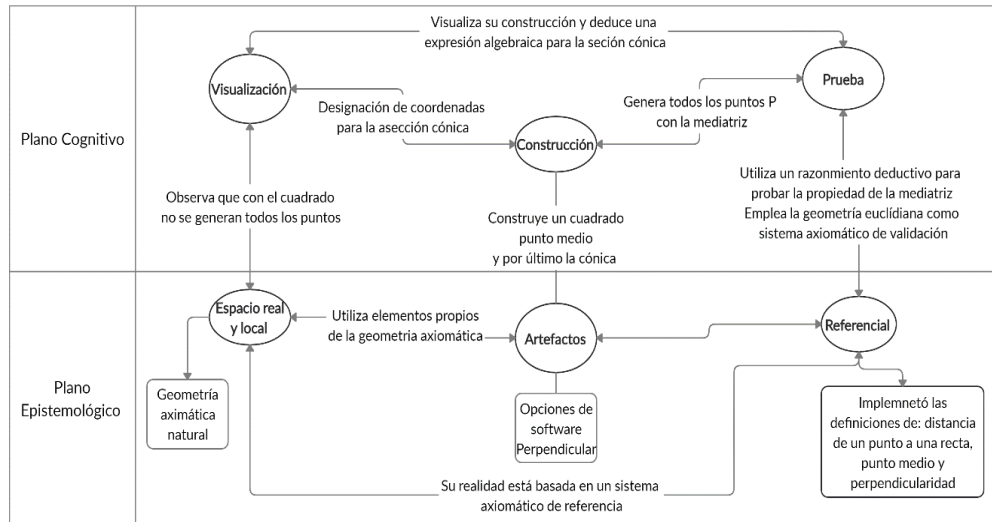 Visualiza su construcción y deduce una
expresión algebraica para la seción cónica
Visualización
Prueba
Designación de coordenadas
para la asección cónica
Genera todos los puntos P
con la mediatriz
Plano Cognitivo
Construcción
Observa que con el cuadrado
no se generan todos los puntos
Construye un cuadrado
punto medio
y por último la cónica
Utiliza un razonmiento deductivo para
probar la propiedad de la mediatriz
Emplea la geometría euclídiana como
sistema axiomático de validación
Espacio real
y local
Utiliza elementos propios
de la geometria axiomática
Artefactos
Referencial
Plano
Epistemológico
Geometría
aximática
natural
Opciones de
software
Perpendicular
Implemnetó las
definiciones de: distancia
de un punto a una recta,
punto medio y
perpendicularidad
Su realidad está basada en un sistema
axiomático de referencia